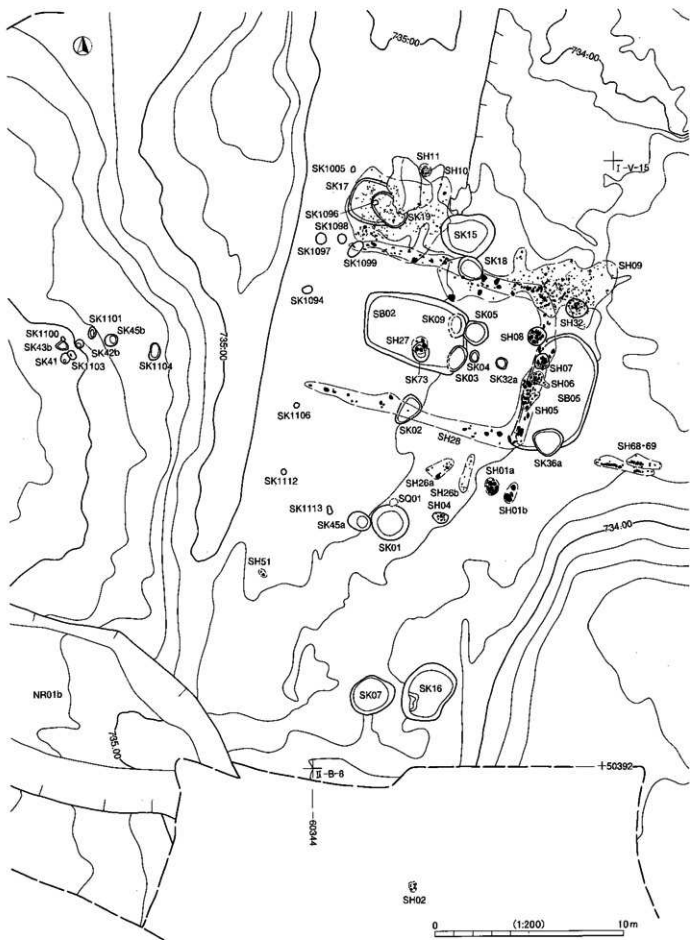 735:00
734:00
I-V-15
SH11
SK1005
SH10
SK17
SK1096
SK19
SK1098
SK15
SK1097
SK1099
SK18
SH09
SK1094
SB02
SK09
SK05
SH32
SK1101
SK1100
SK45b
SK43b
SK42b
SK41
SK1103
SK1104
735:00
SH27
SH08
SK04
SH07
SK73
SK03
SK32a
SH06
SB05
SK1106
SH05
SK02
SH28
SK36a
SH68-69
SK1112
SH26a
SH26b
SH01a
SQ01
SH04
SH01b
SK1113
SK45a
SK01
734.00
SH51
SK07
SK16
NR01b
735.00
II-B-6
50392
60344
SH02
0 (1:200) 10m